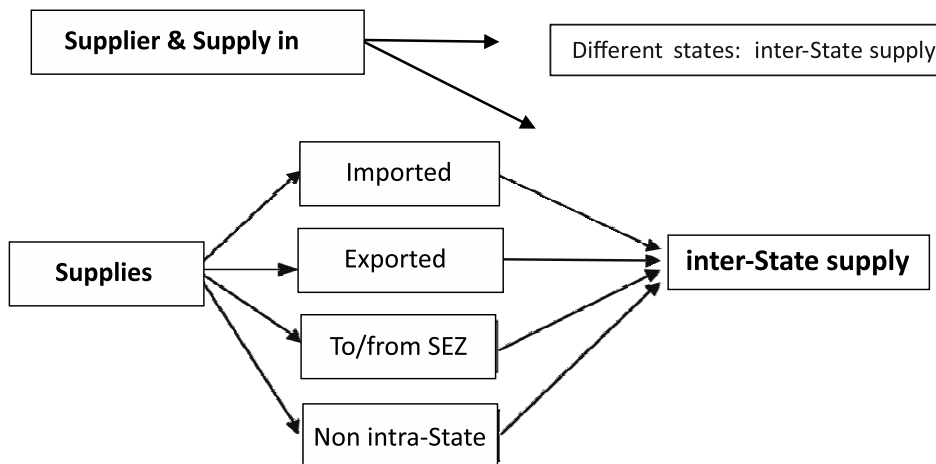 Supplier & Supply in
Different states: inter-State supply
Imported
Supplies
Exported
inter-State supply
To/from SEZ
Non intra-State